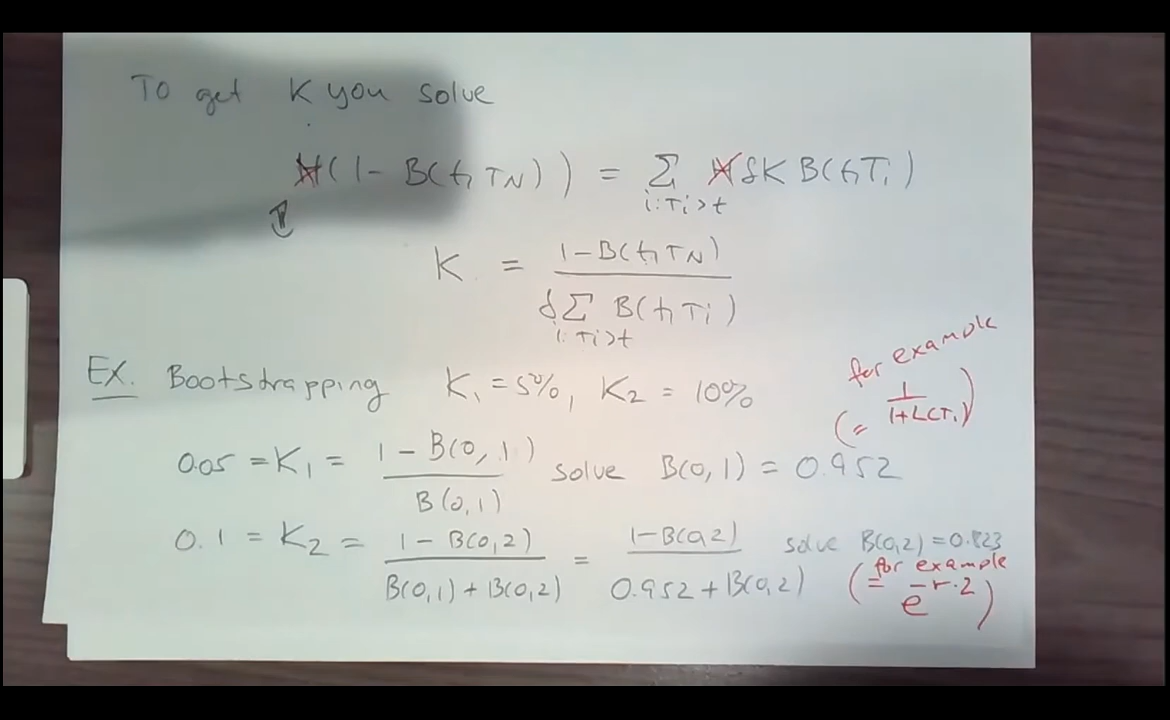 To get K you solve
N(1 - B(t, TN)) = Σ NδK B(t, Ti)
i: Ti > t
K = 1 - B(t, TN)
δ Σ B(t, Ti)
i: Ti > t
for example
Ex. Bootstrapping K1 = 5%, K2 = 10%
(= 1/1+L(Ti))
0.05 = K1 = 1 - B(0, 1) / B(0, 1) solve B(0, 1) = 0.952
0.1 = K2 = 1 - B(0, 2) / B(0, 1) + B(0, 2) = 1 - B(0, 2) / 0.952 + B(0, 2) solve B(0, 2) = 0.823
for example
(= e^-r·2)